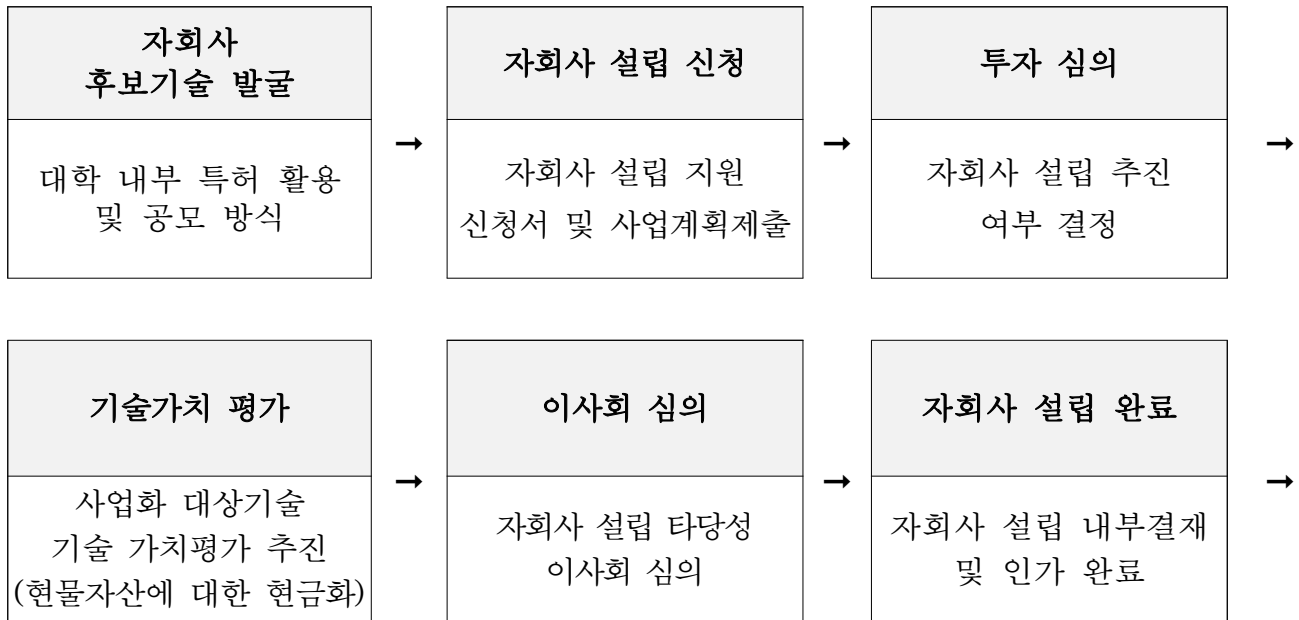 자회사
후보기술 발굴
대학 내부 특허 활용
및 공모 방식
→
자회사 설립 신청
자회사 설립 지원
신청서 및 사업계획제출
→
투자 심의
자회사 설립 추진
여부 결정
→
기술가치 평가
사업화 대상기술
기술 가치평가 추진
(현물자산에 대한 현금화)
→
이사회 심의
자회사 설립 타당성
이사회 심의
→
자회사 설립 완료
자회사 설립 내부결재
및 인가 완료
→